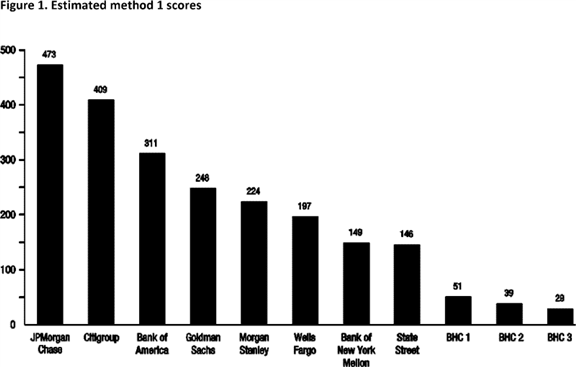 Figure 1. Estimated method 1 scores
500
400
300
200
100
0
473
409
311
248
224
197
149
146
51
39
29
JPMorgan
Chase
Citigroup
Bank of
America
Goldman
Sachs
Morgan
Stanley
Wells
Fargo
Bank of
New York
Mellon
State
Street
BHC 1
BHC 2
BHC 3